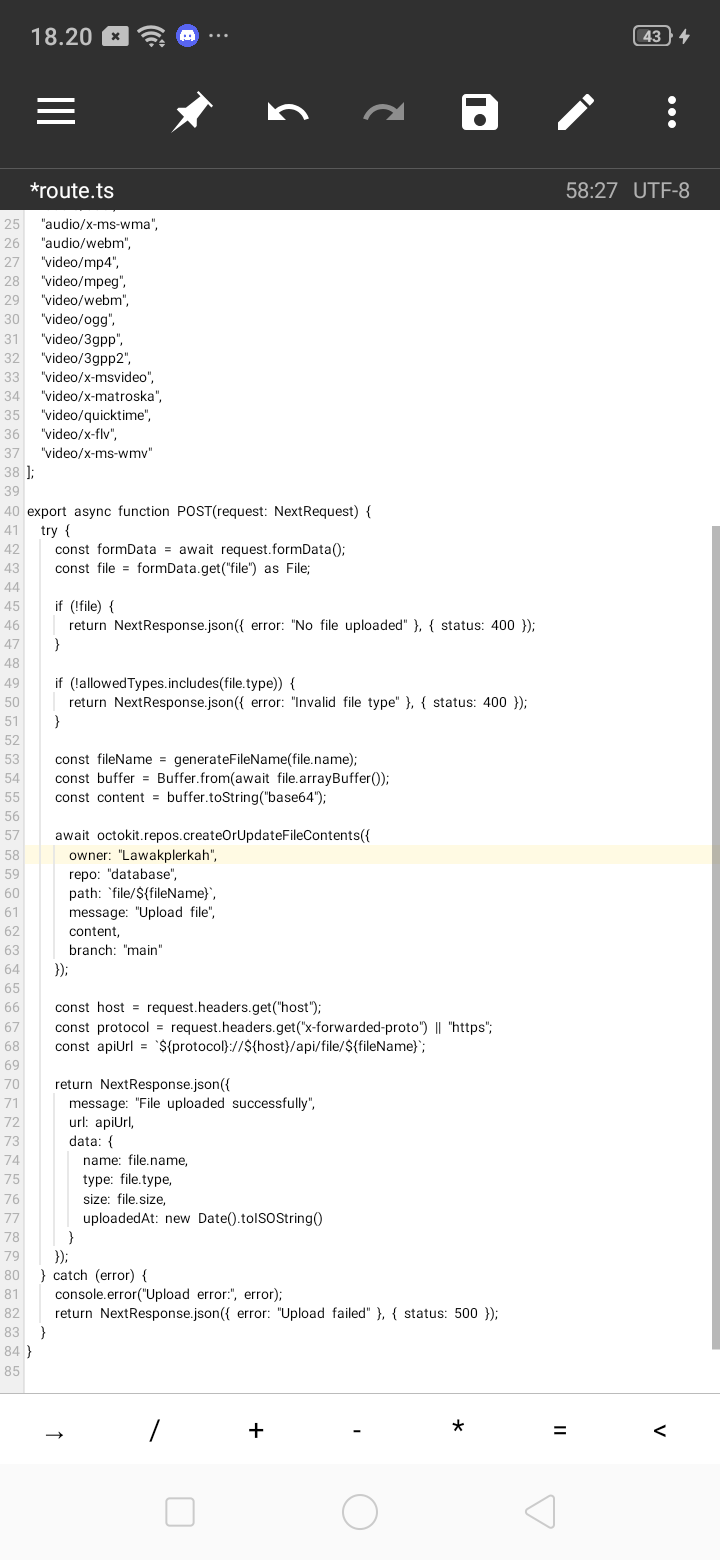 18.20 43
*route.ts 58:27 UTF-8
25 "audio/x-ms-wma",
26 "audio/webm",
27 "video/mp4",
28 "video/mpeg",
29 "video/webm",
30 "video/ogg",
31 "video/3gpp",
32 "video/3gpp2",
33 "video/x-msvideo",
34 "video/x-matroska",
35 "video/quicktime",
36 "video/x-flv",
37 "video/x-ms-wmv"
38 ];
39
40 export async function POST(request: NextRequest) {
41 try {
42 const formData = await request.formData();
43 const file = formData.get("file") as File;
44
45 if (!file) {
46 return NextResponse.json({ error: "No file uploaded" }, { status: 400 });
47 }
48
49 if (!allowedTypes.includes(file.type)) {
50 return NextResponse.json({ error: "Invalid file type" }, { status: 400 });
51 }
52
53 const fileName = generateFileName(file.name);
54 const buffer = Buffer.from(await file.arrayBuffer());
55 const content = buffer.toString("base64");
56
57 await octokit.repos.createOrUpdateFileContents({
58 owner: "Lawakplerkah",
59 repo: "database",
60 path: `file/${fileName}`,
61 message: "Upload file",
62 content,
63 branch: "main"
64 });
65
66 const host = request.headers.get("host");
67 const protocol = request.headers.get("x-forwarded-proto") || "https";
68 const apiUrl = `${protocol}://${host}/api/file/${fileName}`;
69
70 return NextResponse.json({
71 message: "File uploaded successfully",
72 url: apiUrl,
73 data: {
74 name: file.name,
75 type: file.type,
76 size: file.size,
77 uploadedAt: new Date().toISOString()
78 }
79 });
80 } catch (error) {
81 console.error("Upload error:", error);
82 return NextResponse.json({ error: "Upload failed" }, { status: 500 });
83 }
84 }
85
→ / + - * = <